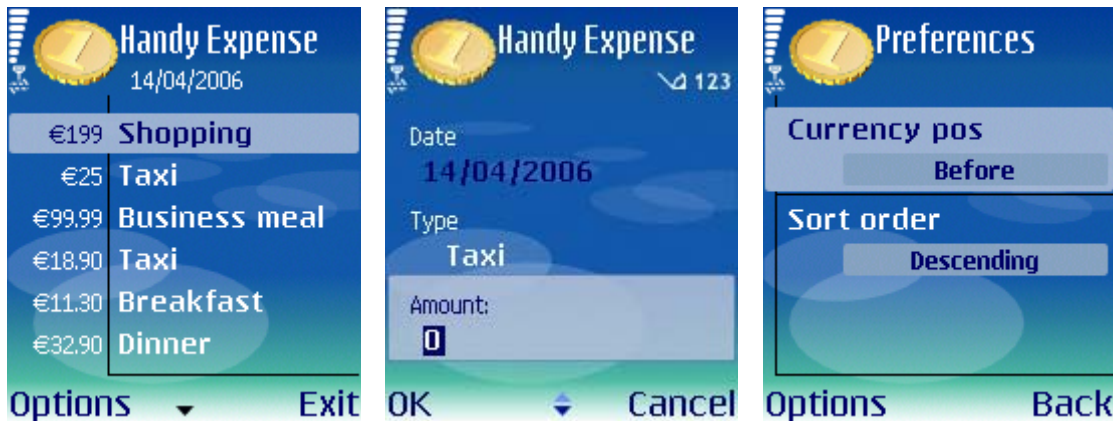 Handy Expense
14/04/2006
€199 Shopping
€25 Taxi
€99.99 Business meal
€18.90 Taxi
€11.30 Breakfast
€32.90 Dinner
Options Exit
Handy Expense
123
Date
14/04/2006
Type
Taxi
Amount:
0
OK Cancel
Preferences
Currency pos
Before
Sort order
Descending
Options Back